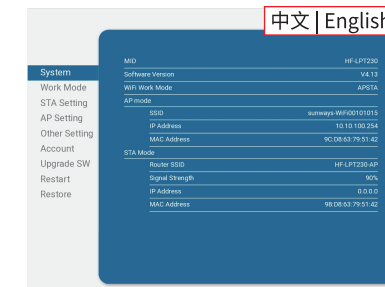 中文 | English
System
Work Mode
STA Setting
AP Setting
Other Setting
Account
Upgrade SW
Restart
Restore
MID HF-LPT230
Software Version V4.13
WiFi Work Mode APSTA
AP mode
SSID sunways-WiFi00101015
IP Address 10.10.100.254
MAC Address 9C:D8:63:79:51:42
STA Mode
Router SSID HF-LPT230-AP
Signal Strength 90%
IP Address 0.0.0.0
MAC Address 98:D8:63:79:51:42